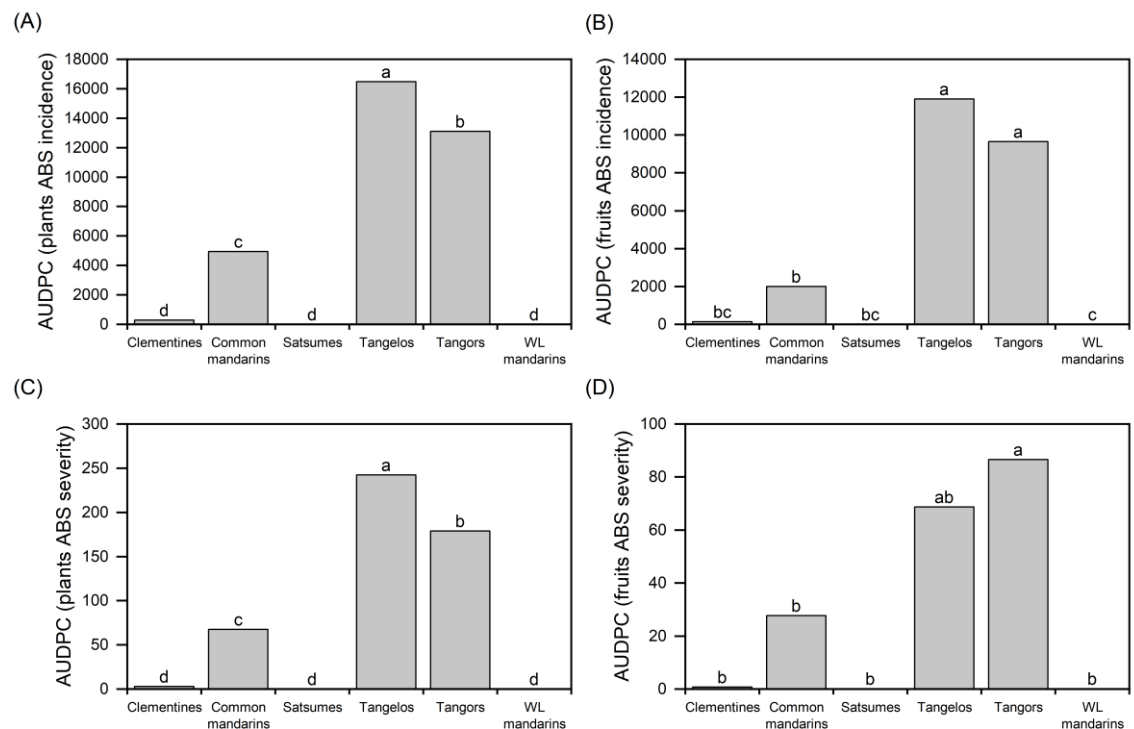 (A)
AUDPC (plants ABS incidence)
18000
16000
14000
12000
10000
8000
6000
4000
2000
0
d
c
d
a
b
d
Clementines
Common
mandarins
Satsumes
Tangelos
Tangors
WL
mandarins
(B)
AUDPC (fruits ABS incidence)
14000
12000
10000
8000
6000
4000
2000
0
bc
b
bc
a
a
c
Clementines
Common
mandarins
Satsumes
Tangelos
Tangors
WL
mandarins
(C)
AUDPC (plants ABS severity)
300
250
200
150
100
50
0
d
c
d
a
b
d
Clementines
Common
mandarins
Satsumes
Tangelos
Tangors
WL
mandarins
(D)
AUDPC (fruits ABS severity)
100
80
60
40
20
0
b
b
b
ab
a
b
Clementines
Common
mandarins
Satsumes
Tangelos
Tangors
WL
mandarins